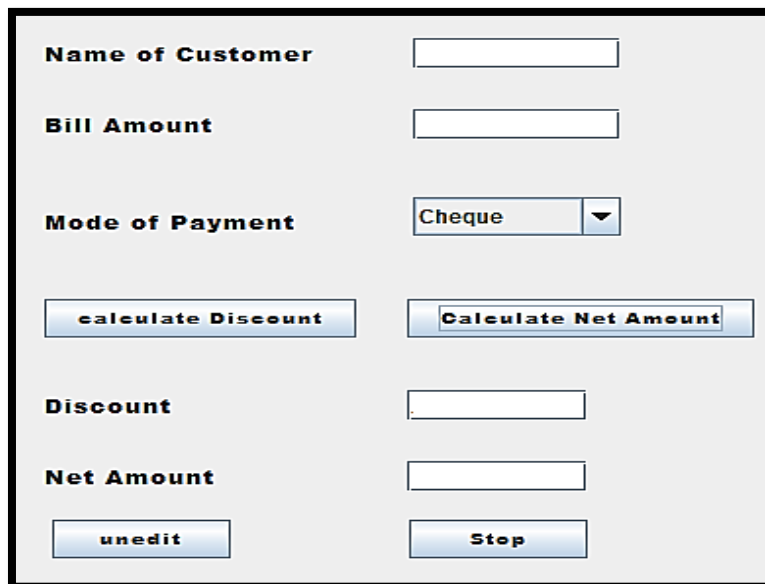 Name of Customer
Bill Amount
Mode of Payment
Cheque
calculate Discount
Calculate Net Amount
Discount
Net Amount
unedit
Stop